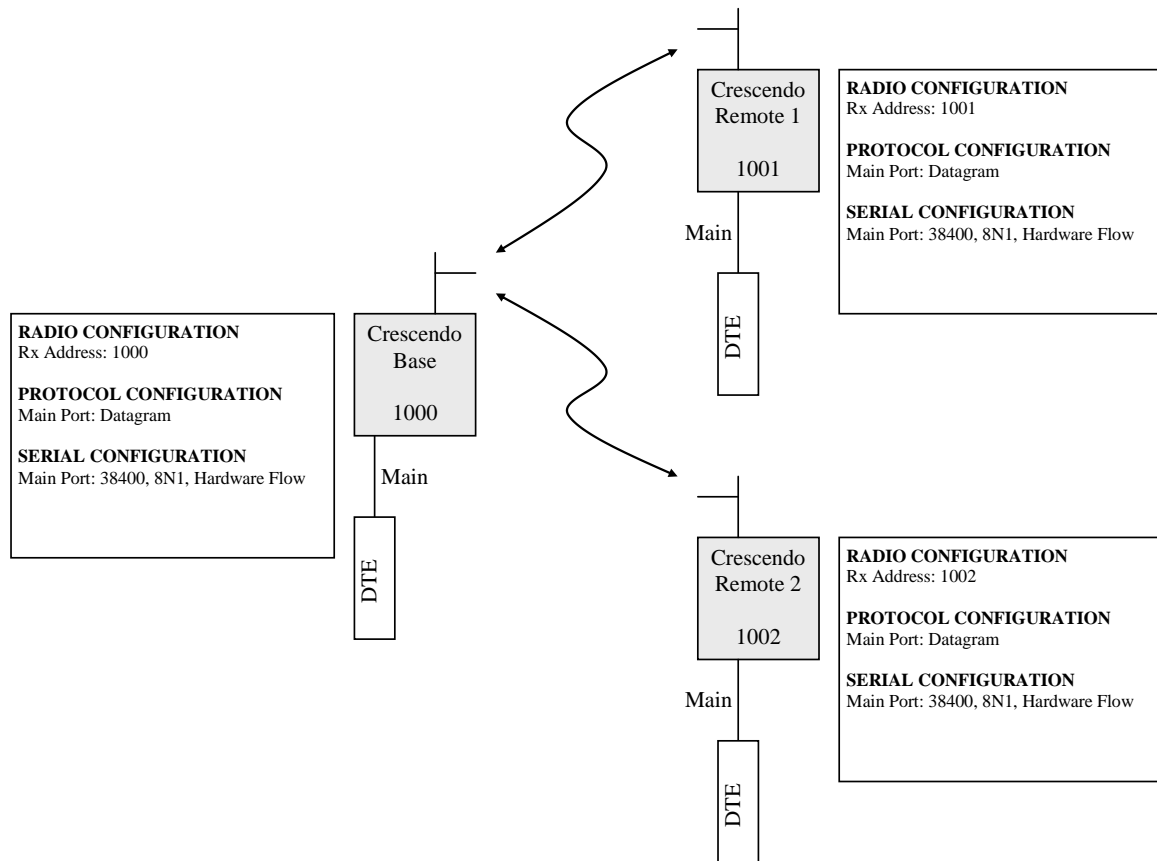 Crescendo
Remote 1
1001
Main
DTE
RADIO CONFIGURATION
Rx Address: 1001
PROTOCOL CONFIGURATION
Main Port: Datagram
SERIAL CONFIGURATION
Main Port: 38400, 8N1, Hardware Flow
RADIO CONFIGURATION
Rx Address: 1000
PROTOCOL CONFIGURATION
Main Port: Datagram
SERIAL CONFIGURATION
Main Port: 38400, 8N1, Hardware Flow
Crescendo
Base
1000
Main
DTE
Crescendo
Remote 2
1002
Main
DTE
RADIO CONFIGURATION
Rx Address: 1002
PROTOCOL CONFIGURATION
Main Port: Datagram
SERIAL CONFIGURATION
Main Port: 38400, 8N1, Hardware Flow